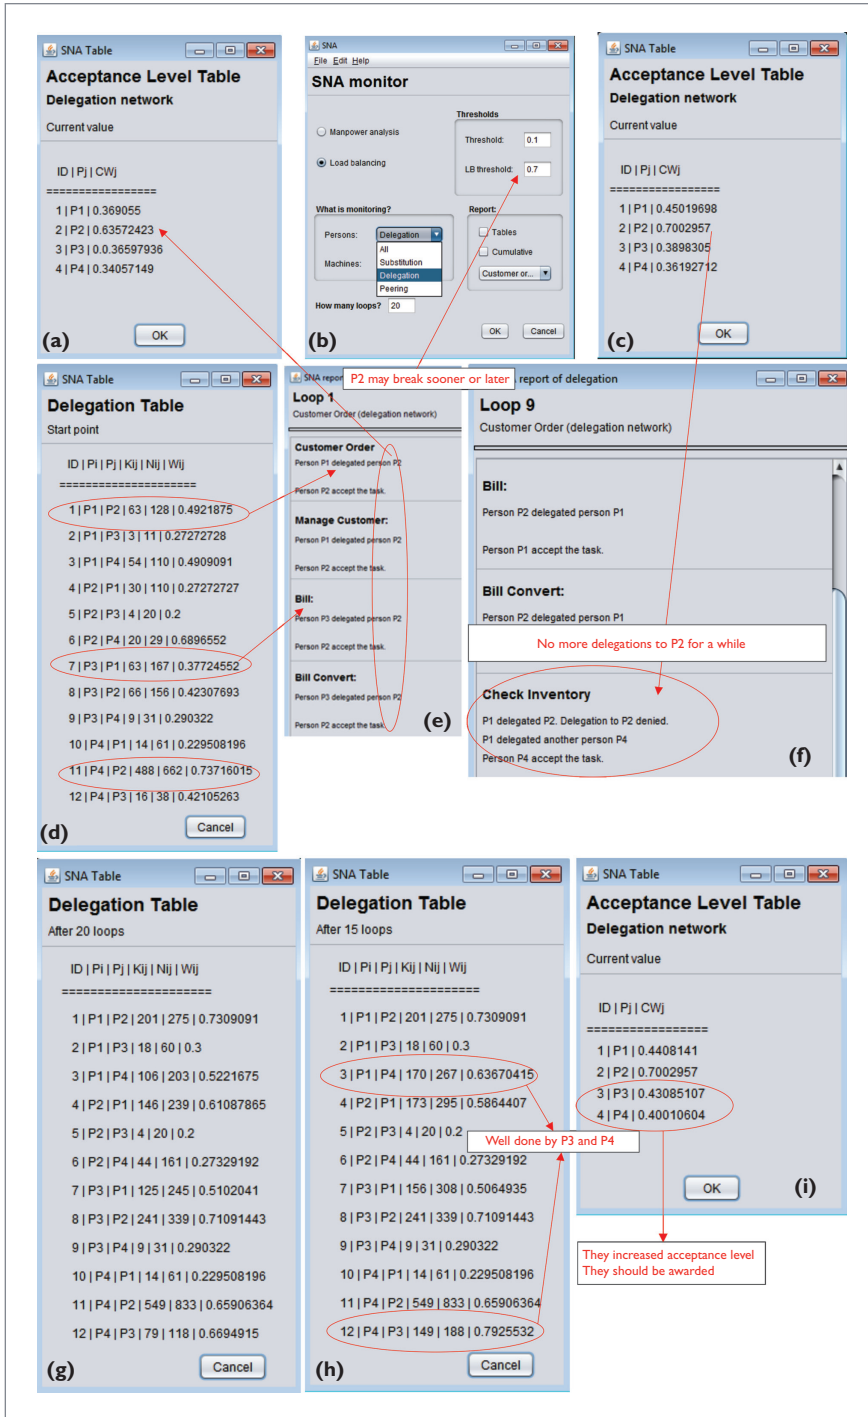 SNA Table
Acceptance Level Table
Delegation network
Current value
ID | Pj | CWj
=================
1 | P1 | 0.369055
2 | P2 | 0.63572423
3 | P3 | 0.0.36597936
4 | P4 | 0.34057149
OK
(a)
SNA
File Edit Help
SNA monitor
Manpower analysis
Load balancing
Thresholds
Threshold: 0.1
LB threshold: 0.7
What is monitoring?
Persons: Delegation
All
Substitution
Delegation
Peering
Machines:
Report:
Tables
Cumulative
Customer or...
How many loops? 20
OK
Cancel
(b)
SNA Table
Acceptance Level Table
Delegation network
Current value
ID | Pj | CWj
=================
1 | P1 | 0.45019698
2 | P2 | 0.7002957
3 | P3 | 0.3898305
4 | P4 | 0.36192712
OK
(c)
P2 may break sooner or later
SNA Table
Delegation Table
Start point
ID | Pi | Pj | Kij | Nij | Wij
=====================
1 | P1 | P2 | 63 | 128 | 0.4921875
2 | P1 | P3 | 3 | 11 | 0.27272728
3 | P1 | P4 | 54 | 110 | 0.4909091
4 | P2 | P1 | 30 | 110 | 0.27272727
5 | P2 | P3 | 4 | 20 | 0.2
6 | P2 | P4 | 20 | 29 | 0.6896552
7 | P3 | P1 | 63 | 167 | 0.37724552
8 | P3 | P2 | 66 | 156 | 0.42307693
9 | P3 | P4 | 9 | 31 | 0.290322
10 | P4 | P1 | 14 | 61 | 0.229508196
11 | P4 | P2 | 488 | 662 | 0.73716015
12 | P4 | P3 | 16 | 38 | 0.42105263
Cancel
(d)
SNA repor
Loop 1
Customer Order (delegation network)
Customer Order
Person P1 delegated person P2
Person P2 accept the task.
Manage Customer:
Person P1 delegated person P2
Person P2 accept the task.
Bill:
Person P3 delegated person P2
Person P2 accept the task.
Bill Convert:
Person P3 delegated person P2
Person P2 accept the task.
(e)
report of delegation
Loop 9
Customer Order (delegation network)
Bill:
Person P2 delegated person P1
Person P1 accept the task.
Bill Convert:
Person P2 delegated person P1
No more delegations to P2 for a while
Check Inventory
P1 delegated P2. Delegation to P2 denied.
P1 delegated another person P4
Person P4 accept the task.
(f)
SNA Table
Delegation Table
After 20 loops
ID | Pi | Pj | Kij | Nij | Wij
=====================
1 | P1 | P2 | 201 | 275 | 0.7309091
2 | P1 | P3 | 18 | 60 | 0.3
3 | P1 | P4 | 106 | 203 | 0.5221675
4 | P2 | P1 | 146 | 239 | 0.61087865
5 | P2 | P3 | 4 | 20 | 0.2
6 | P2 | P4 | 44 | 161 | 0.27329192
7 | P3 | P1 | 125 | 245 | 0.5102041
8 | P3 | P2 | 241 | 339 | 0.71091443
9 | P3 | P4 | 9 | 31 | 0.290322
10 | P4 | P1 | 14 | 61 | 0.229508196
11 | P4 | P2 | 549 | 833 | 0.65906364
12 | P4 | P3 | 79 | 118 | 0.6694915
Cancel
(g)
SNA Table
Delegation Table
After 15 loops
ID | Pi | Pj | Kij | Nij | Wij
=====================
1 | P1 | P2 | 201 | 275 | 0.7309091
2 | P1 | P3 | 18 | 60 | 0.3
3 | P1 | P4 | 170 | 267 | 0.63670415
4 | P2 | P1 | 173 | 295 | 0.5864407
5 | P2 | P3 | 4 | 20 | 0.2
6 | P2 | P4 | 44 | 161 | 0.27329192
7 | P3 | P1 | 156 | 308 | 0.5064935
8 | P3 | P2 | 241 | 339 | 0.71091443
9 | P3 | P4 | 9 | 31 | 0.290322
10 | P4 | P1 | 14 | 61 | 0.229508196
11 | P4 | P2 | 549 | 833 | 0.65906364
12 | P4 | P3 | 149 | 188 | 0.7925532
Cancel
(h)
Well done by P3 and P4
SNA Table
Acceptance Level Table
Delegation network
Current value
ID | Pj | CWj
=================
1 | P1 | 0.4408141
2 | P2 | 0.7002957
3 | P3 | 0.43085107
4 | P4 | 0.40010604
OK
(i)
They increased acceptance level
They should be awarded